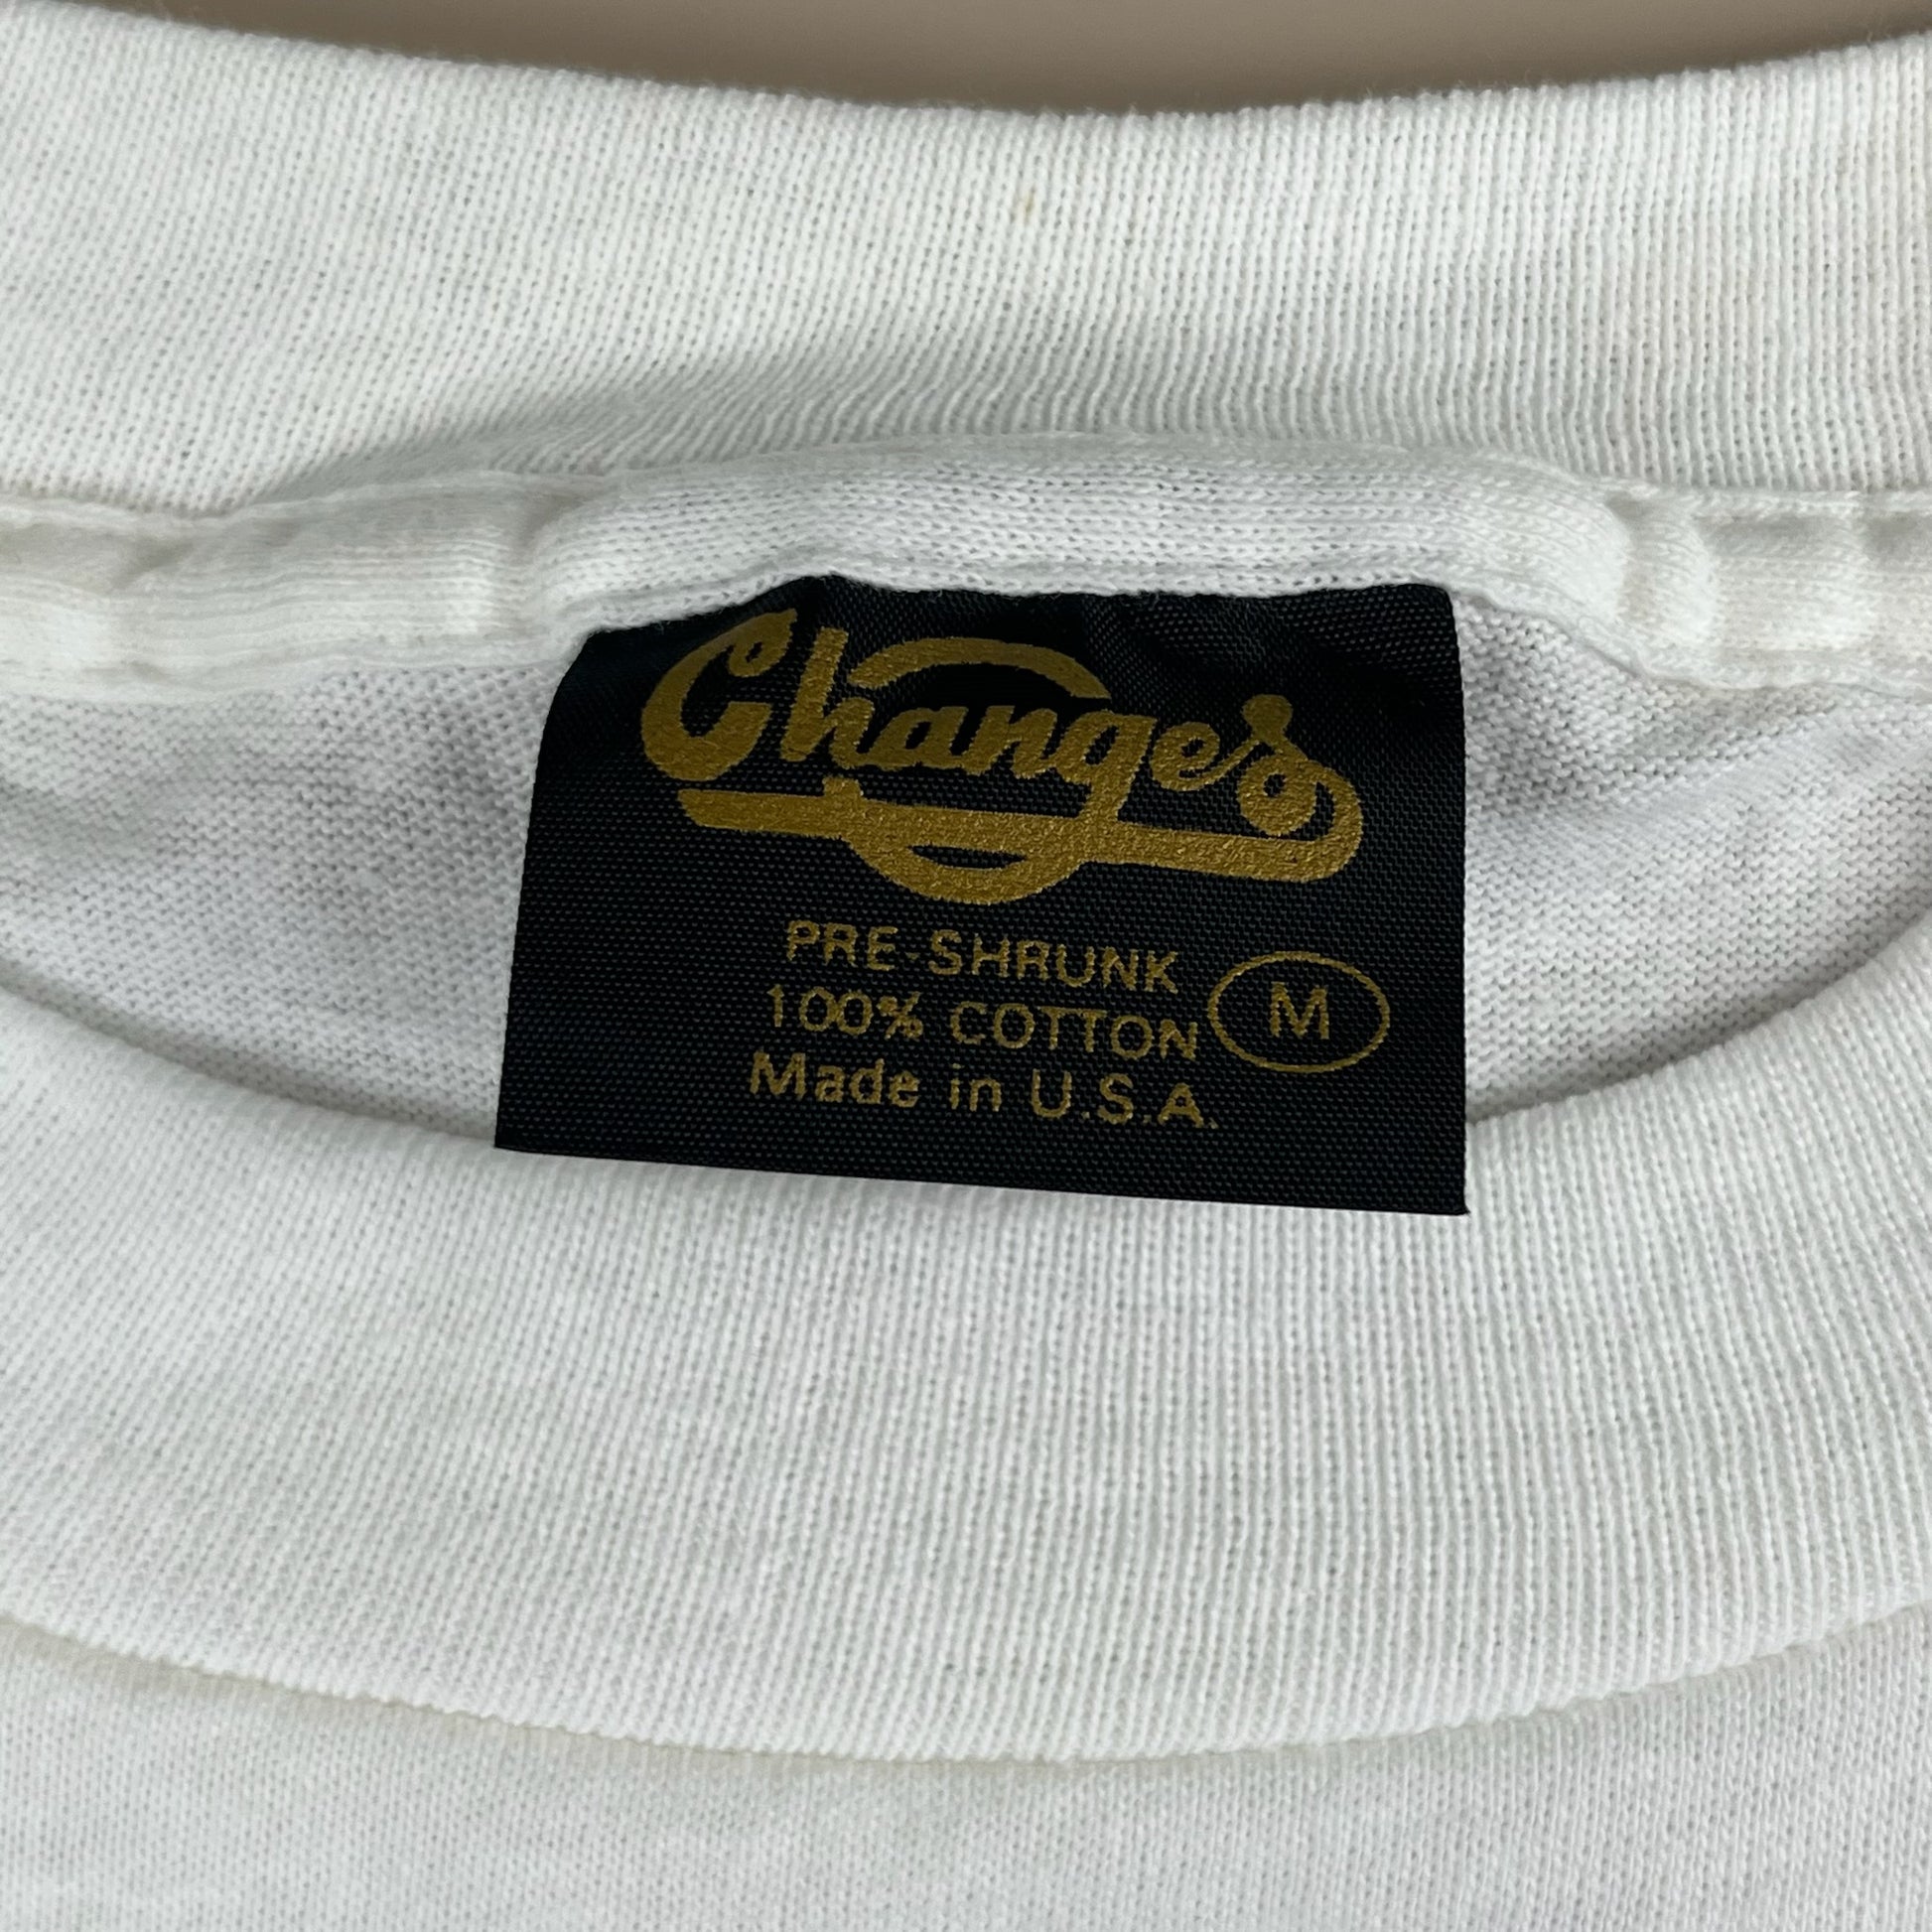 Changes
PRE-SHRUNK
100% COTTON
M
Made in U.S.A.